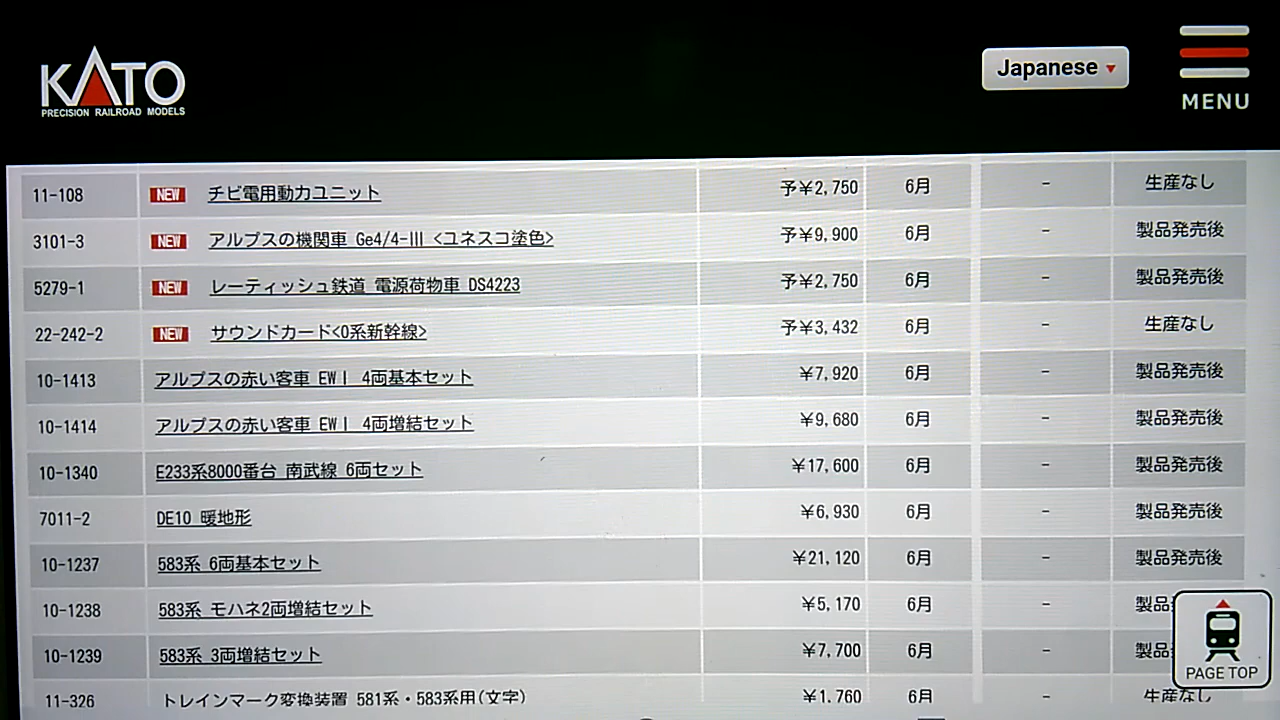 KATO
PRECISION RAILROAD MODELS
Japanese
MENU
11-108 NEW チビ電用動力ユニット 予¥2,750 6月 - 生産なし
3101-3 NEW アルプスの機関車 Ge4/4-Ⅲ <ユネスコ塗色> 予¥9,900 6月 - 製品発売後
5279-1 NEW レーティッシュ鉄道 電源荷物車 DS4223 予¥2,750 6月 - 製品発売後
22-242-2 NEW サウンドカード<0系新幹線> 予¥3,432 6月 - 生産なし
10-1413 アルプスの赤い客車 EWⅠ 4両基本セット ¥7,920 6月 - 製品発売後
10-1414 アルプスの赤い客車 EWⅠ 4両増結セット ¥9,680 6月 - 製品発売後
10-1340 E233系8000番台 南武線 6両セット ¥17,600 6月 - 製品発売後
7011-2 DE10 暖地形 ¥6,930 6月 - 製品発売後
10-1237 583系 6両基本セット ¥21,120 6月 - 製品発売後
10-1238 583系 モハネ2両増結セット ¥5,170 6月 - 製品
10-1239 583系 3両増結セット ¥7,700 6月 - 製品
11-326 トレインマーク変換装置 581系・583系用(文字) ¥1,760 6月 - 生産なし
PAGE TOP